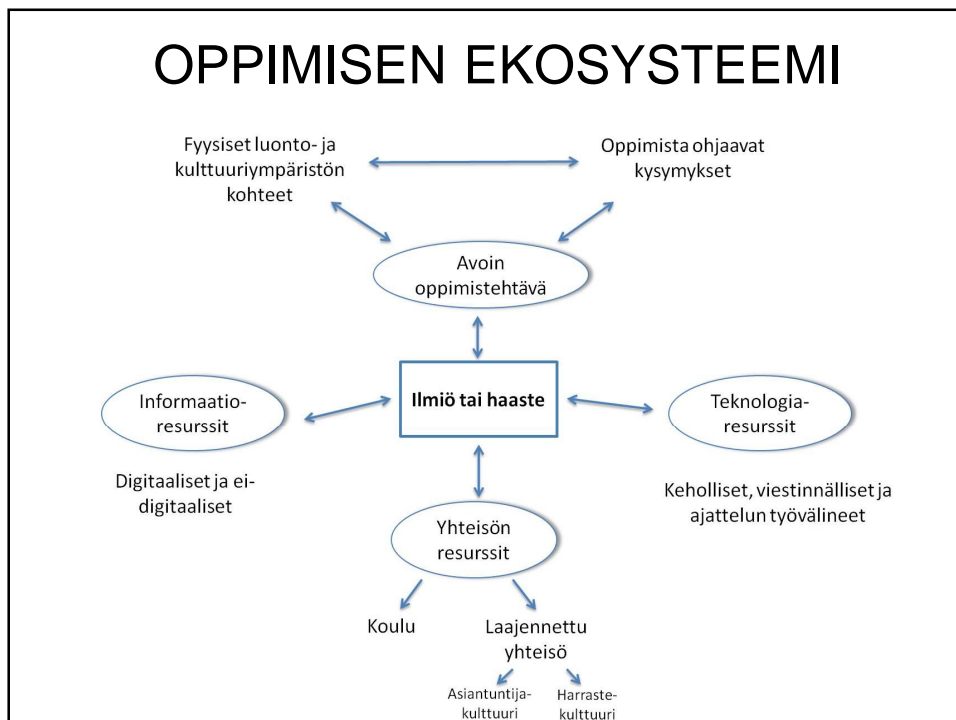 OPPIMISEN EKOSYSTEEMI
Fyysiset luonto- ja
kulttuuriympäristön
kohteet
Oppimista ohjaavat
kysymykset
Avoin
oppimistehtävä
Ilmiö tai haaste
Informaatio-
resurssit
Digitaaliset ja ei-
digitaaliset
Teknologia-
resurssit
Keholliset, viestinnälliset ja
ajattelun työvälineet
Yhteisön
resurssit
Koulu
Laajennettu
yhteisö
Asiantuntija-
kulttuuri
Harraste-
kulttuuri